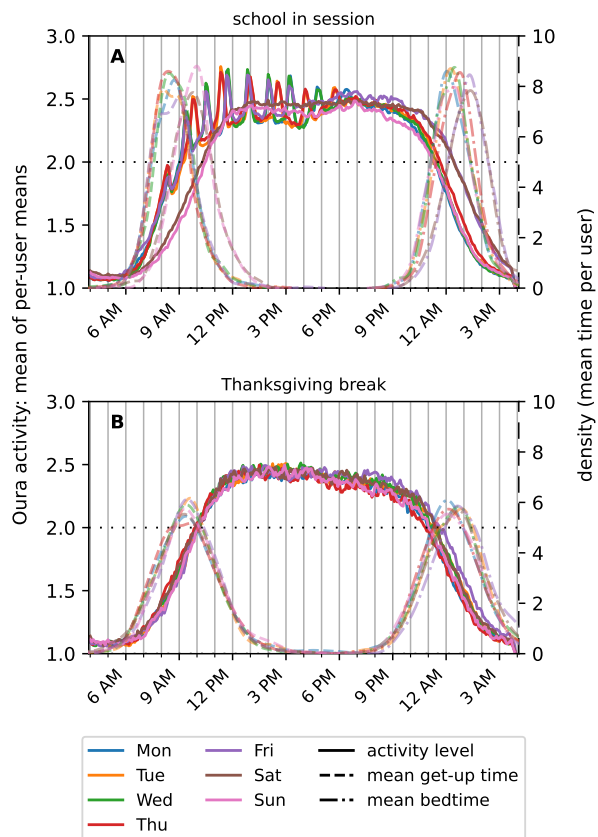 school in session
A
3.0
2.5
2.0
1.5
1.0
10
8
6
4
2
0
6 AM
9 AM
12 PM
3 PM
6 PM
9 PM
12 AM
3 AM
Oura activity: mean of per-user means
density (mean time per user)
Thanksgiving break
B
3.0
2.5
2.0
1.5
1.0
10
8
6
4
2
0
6 AM
9 AM
12 PM
3 PM
6 PM
9 PM
12 AM
3 AM
Mon
Tue
Wed
Thu
Fri
Sat
Sun
activity level
mean get-up time
mean bedtime